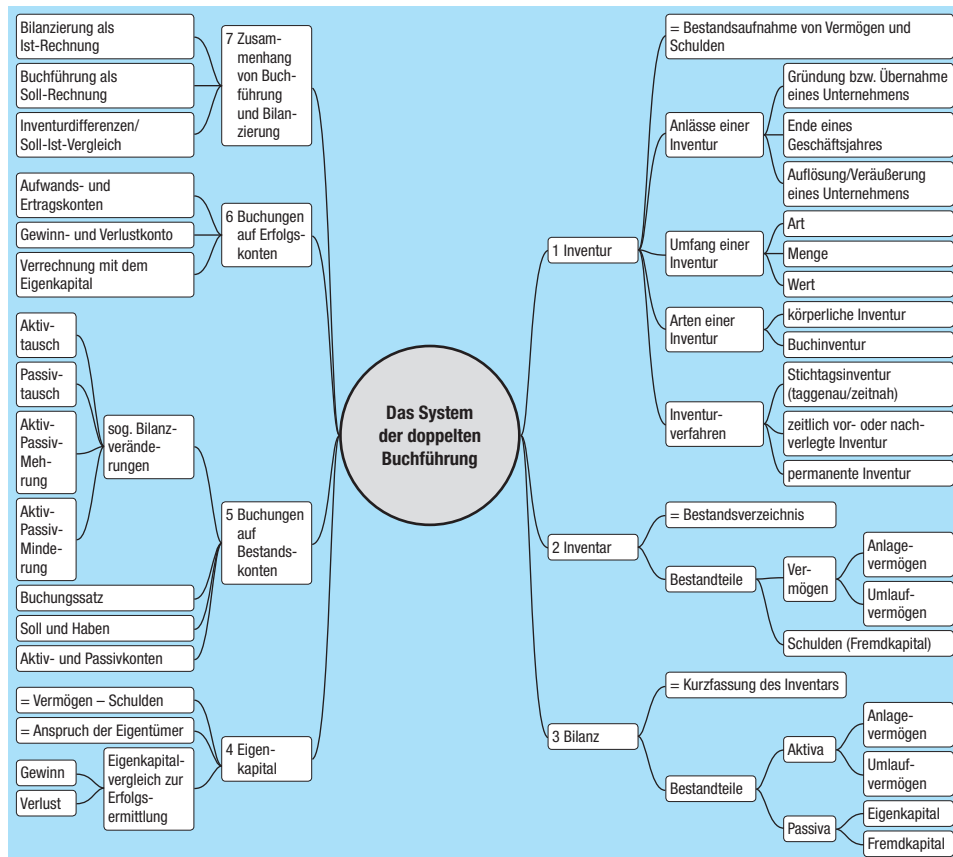 Das System
der doppelten
Buchführung
1 Inventur
= Bestandsaufnahme von Vermögen und
Schulden
Anlässe einer
Inventur
Gründung bzw. Übernahme
eines Unternehmens
Ende eines
Geschäftsjahres
Auflösung/Veräußerung
eines Unternehmens
Umfang einer
Inventur
Art
Menge
Wert
Arten einer
Inventur
körperliche Inventur
Buchinventur
Inventur-
verfahren
Stichtagsinventur
(taggenau/zeitnah)
zeitlich vor- oder nach-
verlegte Inventur
permanente Inventur
2 Inventar
= Bestandsverzeichnis
Bestandteile
Ver-
mögen
Anlage-
vermögen
Umlauf-
vermögen
Schulden (Fremdkapital)
3 Bilanz
= Kurzfassung des Inventars
Bestandteile
Aktiva
Anlage-
vermögen
Umlauf-
vermögen
Passiva
Eigenkapital
Fremdkapital
4 Eigen-
kapital
= Vermögen – Schulden
= Anspruch der Eigentümer
Eigenkapital-
vergleich zur
Erfolgs-
ermittlung
Gewinn
Verlust
5 Buchungen
auf
Bestands-
konten
sog. Bilanz-
verände-
rungen
Aktiv-
tausch
Passiv-
tausch
Aktiv-
Passiv-
Meh-
rung
Aktiv-
Passiv-
Minde-
rung
Buchungssatz
Soll und Haben
Aktiv- und Passivkonten
6 Buchungen
auf Erfolgs-
konten
Aufwands- und
Ertragskonten
Gewinn- und Verlustkonto
Verrechnung mit dem
Eigenkapital
7 Zusam-
menhang
von Buch-
führung
und Bilan-
zierung
Bilanzierung als
Ist-Rechnung
Buchführung als
Soll-Rechnung
Inventurdifferenzen/
Soll-Ist-Vergleich